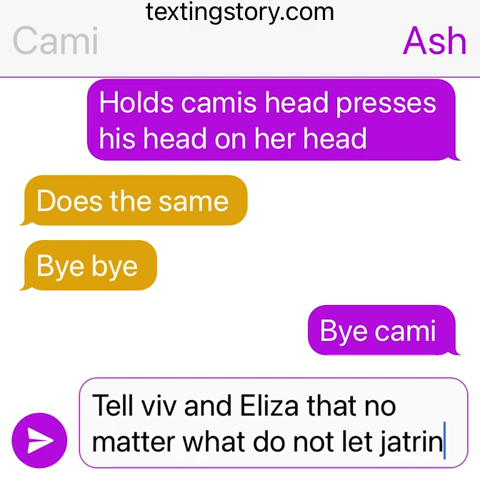 textingstory.com
Cami
Ash
Holds camis head presses
his head on her head
Does the same
Bye bye
Bye cami
Tell viv and Eliza that no
matter what do not let jatrin